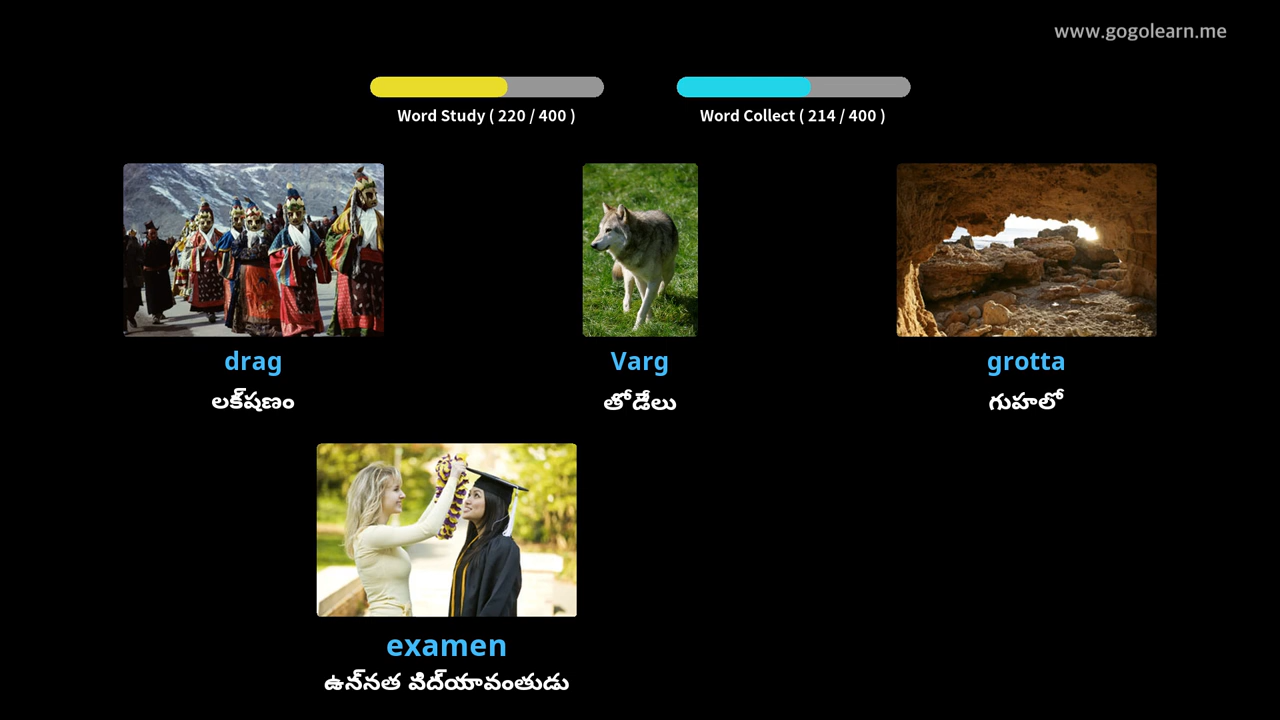 www.gogolearn.me
Word Study ( 220 / 400 )
Word Collect ( 214 / 400 )
drag
Varg
grotta
లక్‌షణం
తోడేలు
గుహలో
examen
ఉన్‌నత విద్‌యావంతుడు